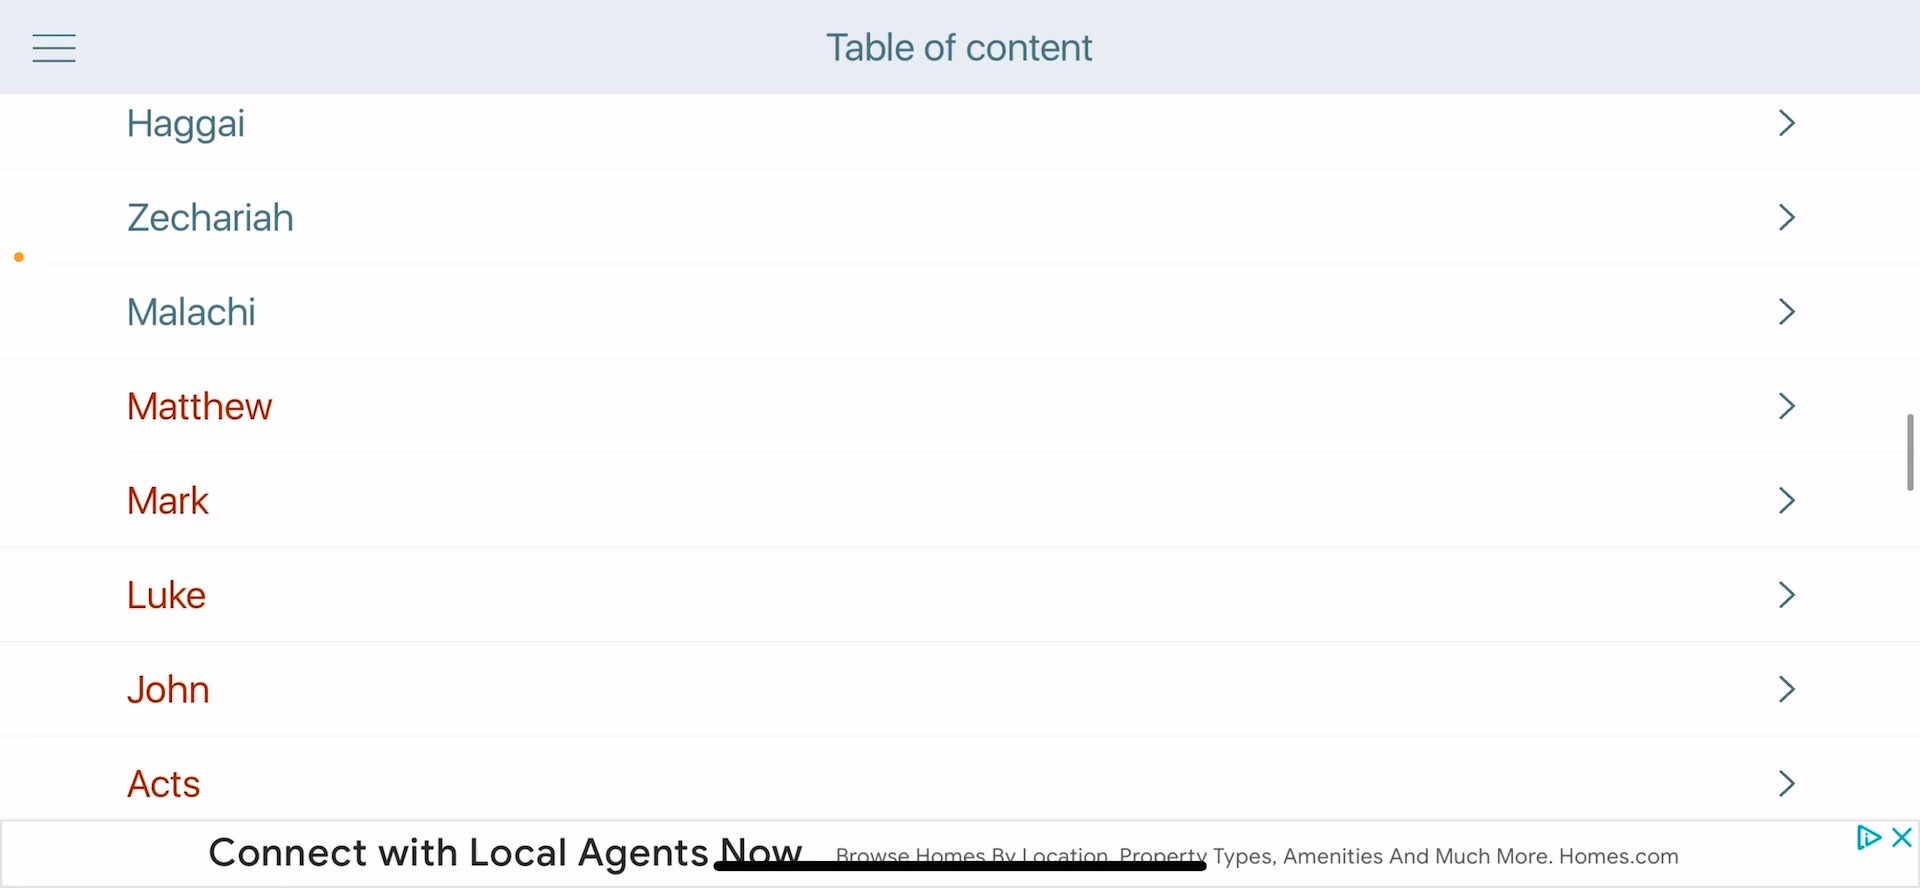 Table of content
Haggai
Zechariah
Malachi
Matthew
Mark
Luke
John
Acts
Connect with Local Agents Now Browse Homes By Location, Property Types, Amenities And Much More. Homes.com